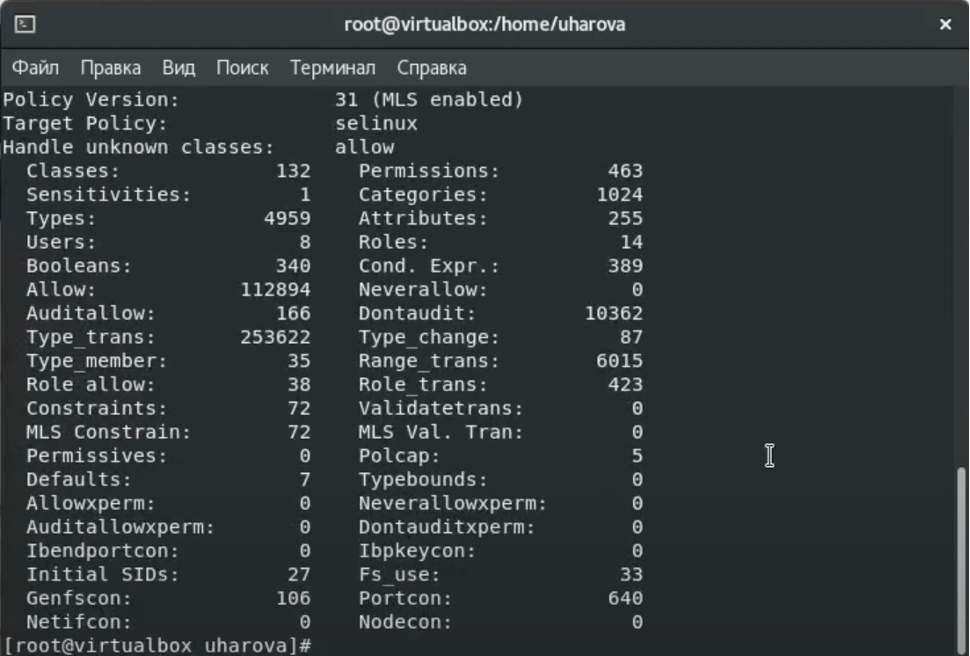 root@virtualbox:/home/uharova
Файл Правка Вид Поиск Терминал Справка
Policy Version: 31 (MLS enabled)
Target Policy: selinux
Handle unknown classes: allow
Classes: 132 Permissions: 463
Sensitivities: 1 Categories: 1024
Types: 4959 Attributes: 255
Users: 8 Roles: 14
Booleans: 340 Cond. Expr.: 389
Allow: 112894 Neverallow: 0
Auditallow: 166 Dontaudit: 10362
Type_trans: 253622 Type_change: 87
Type_member: 35 Range_trans: 6015
Role allow: 38 Role_trans: 423
Constraints: 72 Validatetrans: 0
MLS Constrain: 72 MLS Val. Tran: 0
Permissives: 0 Polcap: 5
Defaults: 7 Typebounds: 0
Allowxperm: 0 Neverallowxperm: 0
Auditallowxperm: 0 Dontauditxperm: 0
Ibendportcon: 0 Ibpkeycon: 0
Initial SIDs: 27 Fs_use: 33
Genfscon: 106 Portcon: 640
Netifcon: 0 Nodecon: 0
[root@virtualbox uharova]#